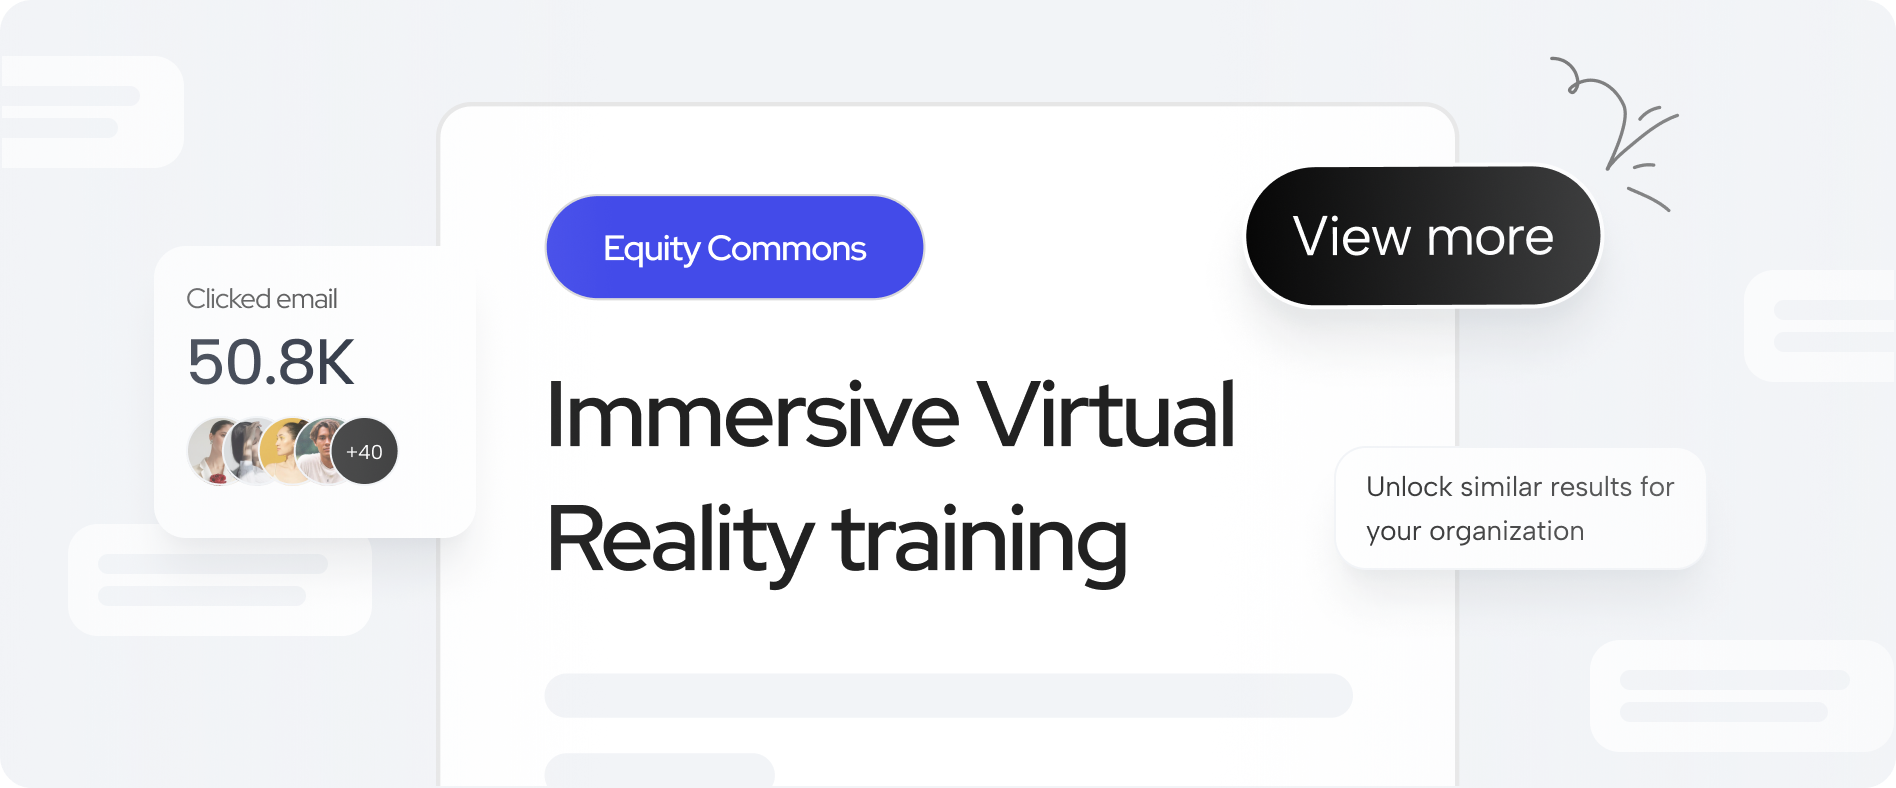 Equity Commons
View more
Clicked email
50.8K
+40
Immersive Virtual
Reality training
Unlock similar results for
your organization